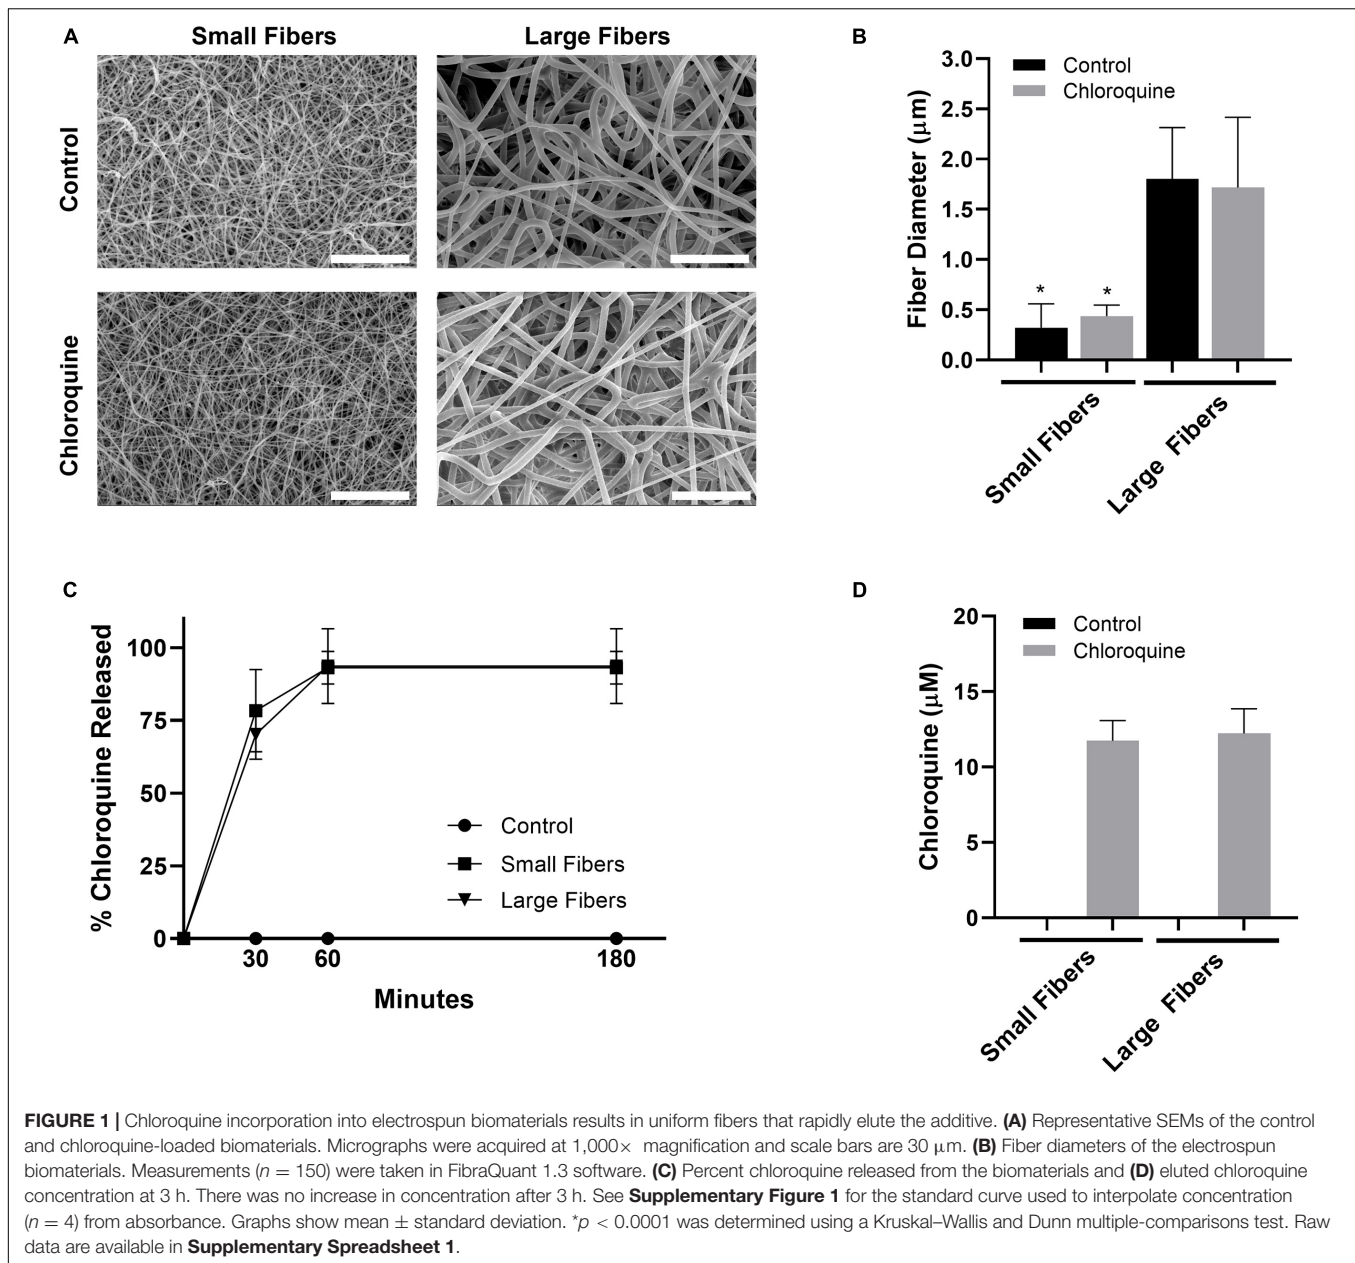 A
Small Fibers
Large Fibers
Control
Chloroquine
B
3.0
2.5
2.0
1.5
1.0
0.5
0.0
Fiber Diameter (μm)
Control
Chloroquine
*
*
Small Fibers
Large Fibers
C
% Chloroquine Released
100
75
50
25
0
30
60
180
Minutes
Control
Small Fibers
Large Fibers
D
Chloroquine (μM)
20
15
10
5
0
Control
Chloroquine
Small Fibers
Large Fibers
FIGURE 1 | Chloroquine incorporation into electrospun biomaterials results in uniform fibers that rapidly elute the additive. (A) Representative SEMs of the control
and chloroquine-loaded biomaterials. Micrographs were acquired at 1,000× magnification and scale bars are 30 μm. (B) Fiber diameters of the electrospun
biomaterials. Measurements (n = 150) were taken in FibraQuant 1.3 software. (C) Percent chloroquine released from the biomaterials and (D) eluted chloroquine
concentration at 3 h. There was no increase in concentration after 3 h. See Supplementary Figure 1 for the standard curve used to interpolate concentration
(n = 4) from absorbance. Graphs show mean ± standard deviation. *p < 0.0001 was determined using a Kruskal–Wallis and Dunn multiple-comparisons test. Raw
data are available in Supplementary Spreadsheet 1.